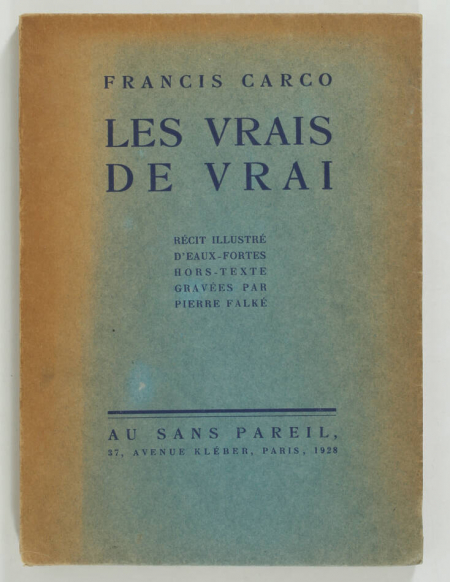 FRANCIS CARCO
LES VRAIS
DE VRAI
RÉCIT ILLUSTRÉ
D'EAUX-FORTES
HORS-TEXTE
GRAVÉES PAR
PIERRE FALKÉ
AU SANS PAREIL,
37, AVENUE KLÉBER, PARIS, 1928